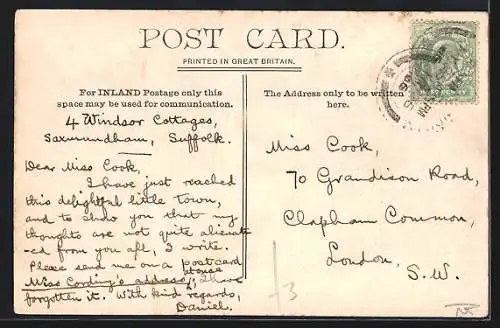 POST CARD.
PRINTED IN GREAT BRITAIN.
For INLAND Postage only this
space may be used for communication.
The Address only to be written
here.
4 Windsor Cottages,
Saxmundham, Suffolk.
Dear Miss Cook,
I have just reached
this delightful little town,
and to show you that my
thoughts are not quite alienat
-ed from you all, I write.
Please send me on a postcard
Miss Cording's address, I have
forgotten it. With kind regards,
Daniel.
Miss Cook,
70 Grandison Road,
Clapham Common,
London,
S.W.
3